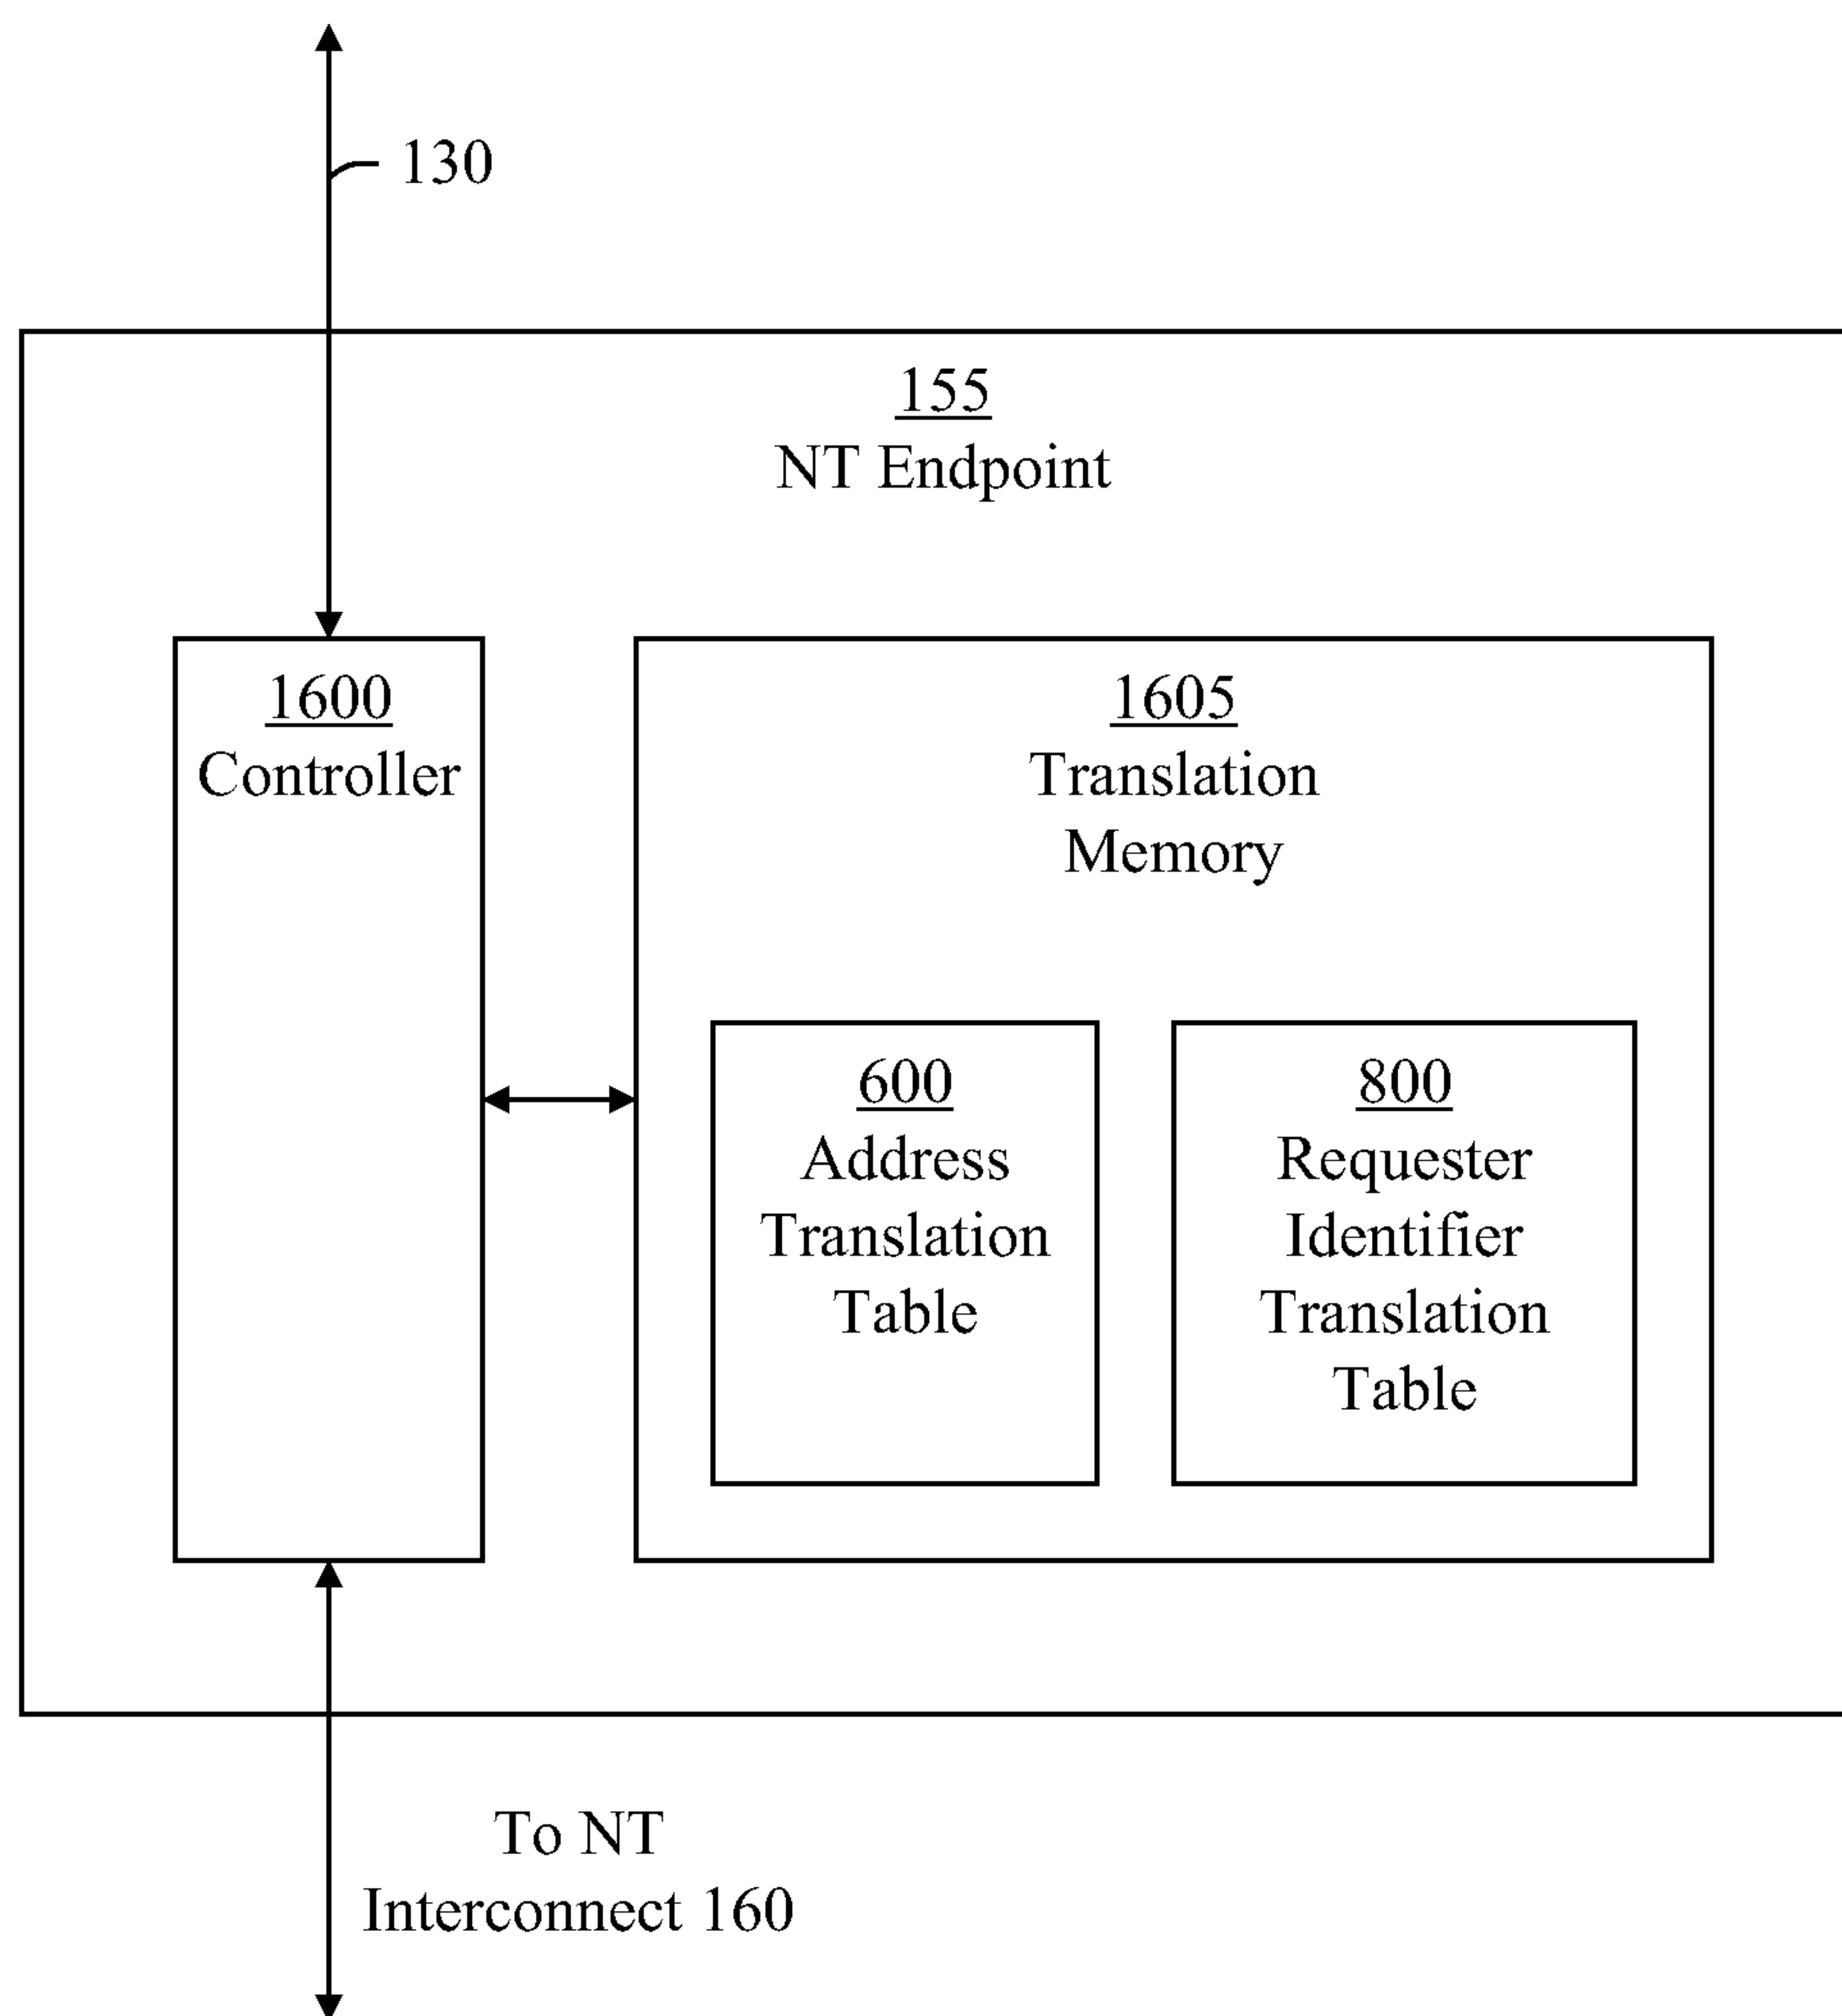 130
155
NT Endpoint
1600
Controller
1605
Translation
Memory
600
Address
Translation
Table
800
Requester
Identifier
Translation
Table
To NT
Interconnect 160